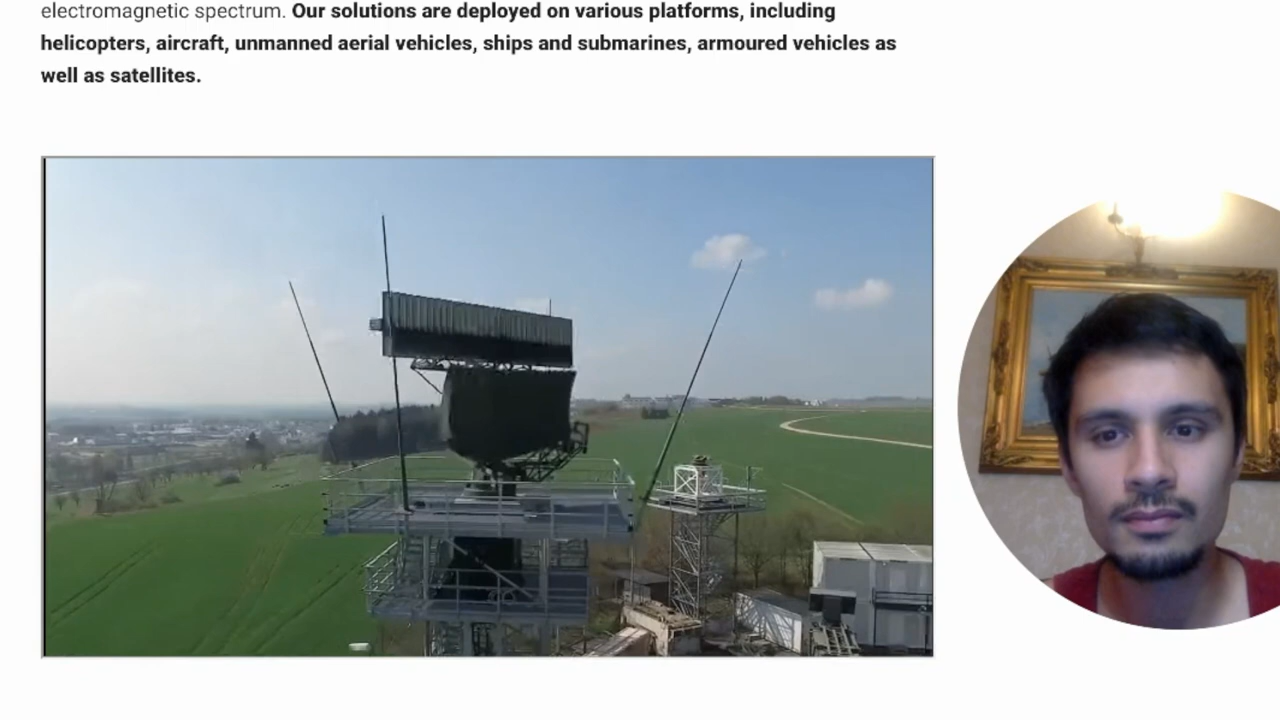 electromagnetic spectrum. Our solutions are deployed on various platforms, including
helicopters, aircraft, unmanned aerial vehicles, ships and submarines, armoured vehicles as
well as satellites.